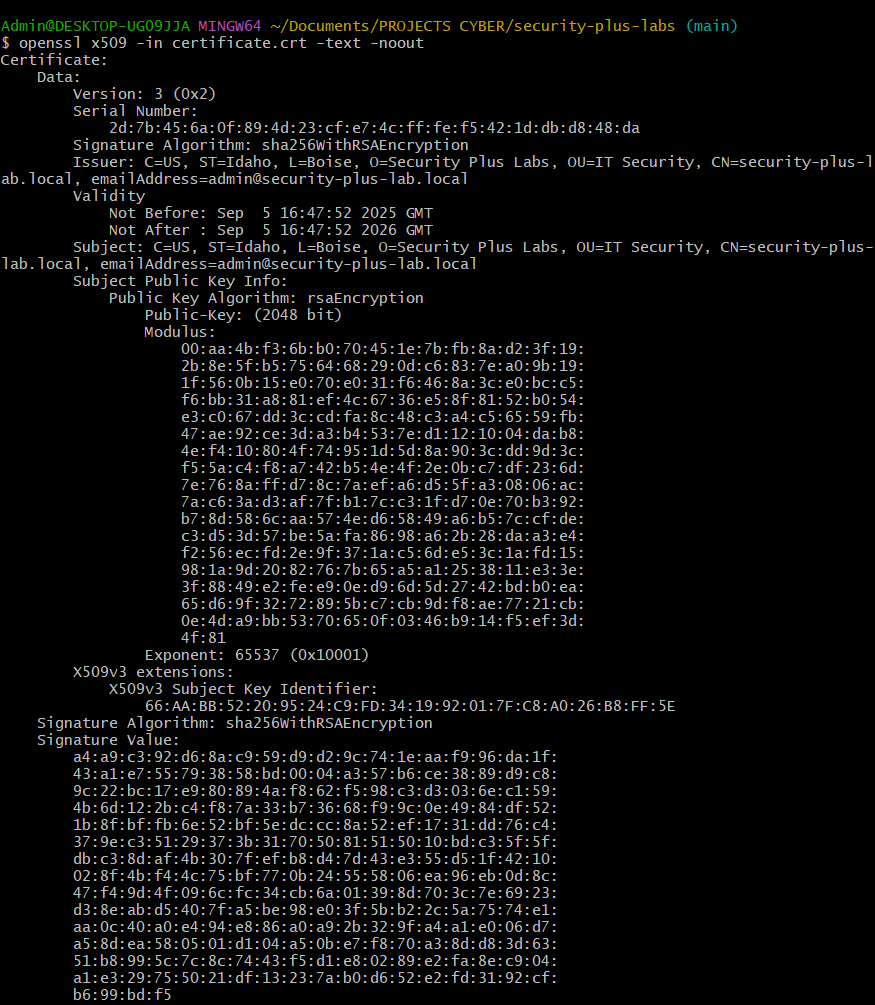 Admin@DESKTOP-UGO9JJA MINGW64 ~/Documents/PROJECTS CYBER/security-plus-labs (main)
$ openssl x509 -in certificate.crt -text -noout
Certificate:
    Data:
        Version: 3 (0x2)
        Serial Number:
            2d:7b:45:6a:0f:89:4d:23:cf:e7:4c:ff:fe:f5:42:1d:db:d8:48:da
        Signature Algorithm: sha256WithRSAEncryption
        Issuer: C=US, ST=Idaho, L=Boise, O=Security Plus Labs, OU=IT Security, CN=security-plus-l
ab.local, emailAddress=admin@security-plus-lab.local
        Validity
            Not Before: Sep  5 16:47:52 2025 GMT
            Not After : Sep  5 16:47:52 2026 GMT
        Subject: C=US, ST=Idaho, L=Boise, O=Security Plus Labs, OU=IT Security, CN=security-plus-
lab.local, emailAddress=admin@security-plus-lab.local
        Subject Public Key Info:
            Public Key Algorithm: rsaEncryption
                Public-Key: (2048 bit)
                Modulus:
                    00:aa:4b:f3:6b:b0:70:45:1e:7b:fb:8a:d2:3f:19:
                    2b:8e:5f:b5:75:64:68:29:0d:c6:83:7e:a0:9b:19:
                    1f:56:0b:15:e0:70:e0:31:f6:46:8a:3c:e0:bc:c5:
                    f6:bb:31:a8:81:ef:4c:67:36:e5:8f:81:52:b0:54:
                    e3:c0:67:dd:3c:cd:fa:8c:48:c3:a4:c5:65:59:fb:
                    47:ae:92:ce:3d:a3:b4:53:7e:d1:12:10:04:da:b8:
                    4e:f4:10:80:4f:74:95:1d:5d:8a:90:3c:dd:9d:3c:
                    f5:5a:c4:f8:a7:42:b5:4e:4f:2e:0b:c7:df:23:6d:
                    7e:76:8a:ff:d7:8c:7a:ef:a6:d5:5f:a3:08:06:ac:
                    7a:c6:3a:d3:af:7f:b1:7c:c3:1f:d7:0e:70:b3:92:
                    b7:8d:58:6c:aa:57:4e:d6:58:49:a6:b5:7c:cf:de:
                    c3:d5:3d:57:be:5a:fa:86:98:a6:2b:28:da:a3:e4:
                    f2:56:ec:fd:2e:9f:37:1a:c5:6d:e5:3c:1a:fd:15:
                    98:1a:9d:20:82:76:7b:65:a5:a1:25:38:11:e3:3e:
                    3f:88:49:e2:fe:e9:0e:d9:6d:5d:27:42:bd:b0:ea:
                    65:d6:9f:32:72:89:5b:c7:cb:9d:f8:ae:77:21:cb:
                    0e:4d:a9:bb:53:70:65:0f:03:46:b9:14:f5:ef:3d:
                    4f:81
                Exponent: 65537 (0x10001)
        X509v3 extensions:
            X509v3 Subject Key Identifier:
                66:AA:BB:52:20:95:24:C9:FD:34:19:92:01:7F:C8:A0:26:B8:FF:5E
    Signature Algorithm: sha256WithRSAEncryption
    Signature Value:
        a4:a9:c3:92:d6:8a:c9:59:d9:d2:9c:74:1e:aa:f9:96:da:1f:
        43:a1:e7:55:79:38:58:bd:00:04:a3:57:b6:ce:38:89:d9:c8:
        9c:22:bc:17:e9:80:89:4a:f8:62:f5:98:c3:d3:03:6e:c1:59:
        4b:6d:12:2b:c4:f8:7a:33:b7:36:68:f9:9c:0e:49:84:df:52:
        1b:8f:bf:fb:6e:52:bf:5e:dc:cc:8a:52:ef:17:31:dd:76:c4:
        37:9e:c3:51:29:37:3b:31:70:50:81:51:50:10:bd:c3:5f:5f:
        db:c3:8d:af:4b:30:7f:ef:b8:d4:7d:43:e3:55:d5:1f:42:10:
        02:8f:4b:f4:4c:75:bf:77:0b:24:55:58:06:ea:96:eb:0d:8c:
        47:f4:9d:4f:09:6c:fc:34:cb:6a:01:39:8d:70:3c:7e:69:23:
        d3:8e:ab:d5:40:7f:a5:be:98:e0:3f:5b:b2:2c:5a:75:74:e1:
        aa:0c:40:a0:e4:94:e8:86:a0:a9:2b:32:9f:a4:a1:e0:06:d7:
        a5:8d:ea:58:05:01:d1:04:a5:0b:e7:f8:70:a3:8d:d8:3d:63:
        51:b8:99:5c:7c:8c:74:43:f5:d1:e8:02:89:e2:fa:8e:c9:04:
        a1:e3:29:75:50:21:df:13:23:7a:b0:d6:52:e2:fd:31:92:cf:
        b6:99:bd:f5